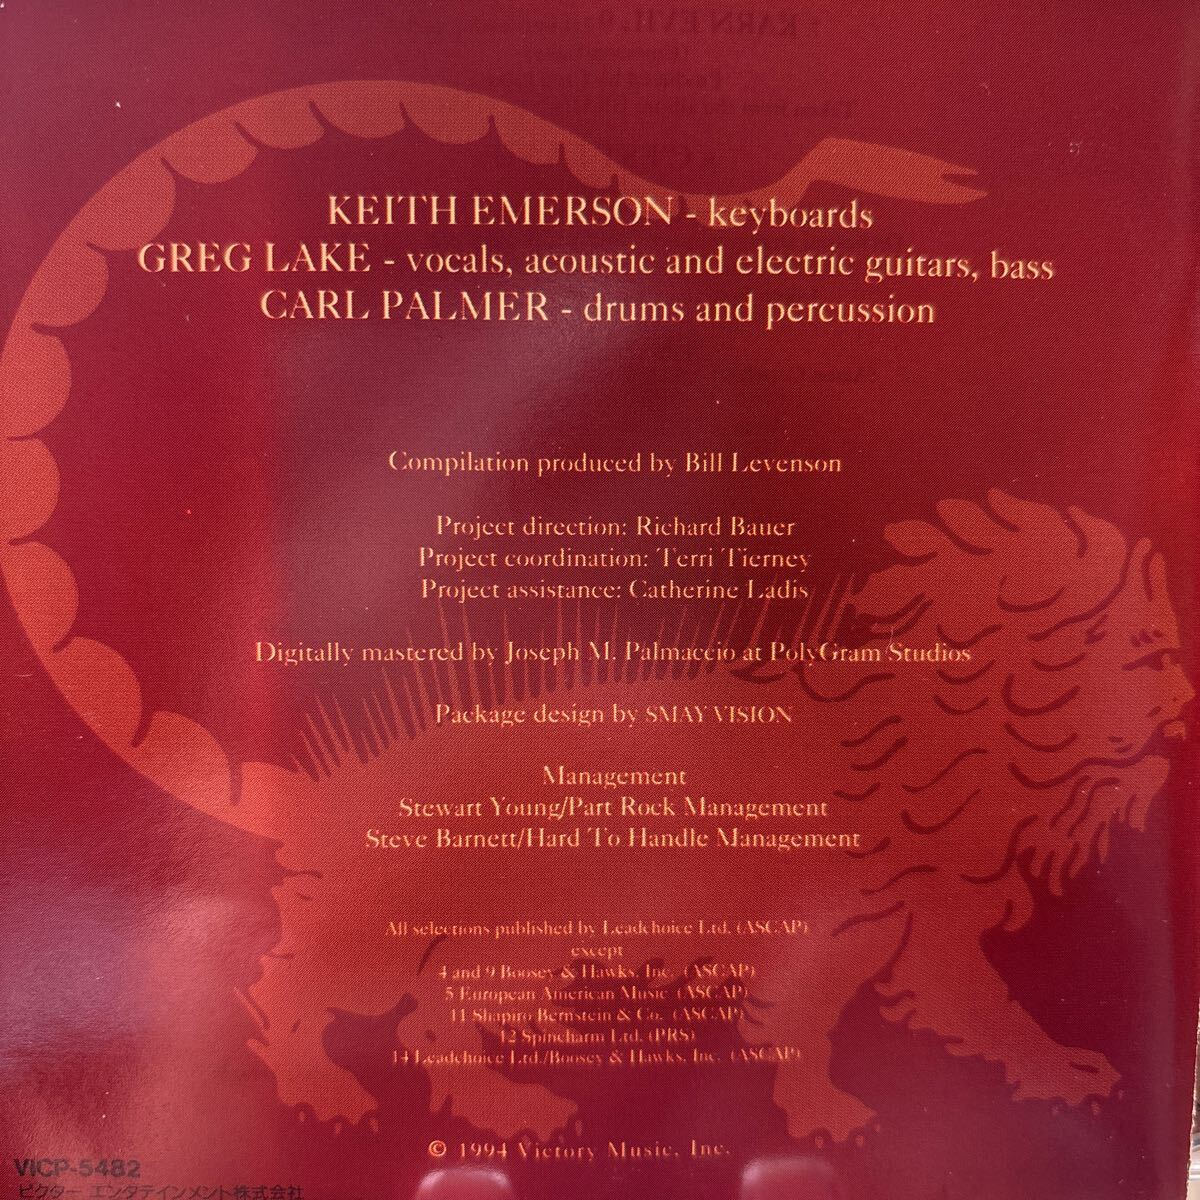 KEITH EMERSON - keyboards
GREG LAKE - vocals, acoustic and electric guitars, bass
CARL PALMER - drums and percussion
Compilation produced by Bill Levenson
Project direction: Richard Bauer
Project coordination: Terri Tierney
Project assistance: Catherine Ladis
Digitally mastered by Joseph M. Palmaccio at PolyGram Studios
Package design by SMAY VISION
Management
Stewart Young/Part Rock Management
Steve Barnett/Hard To Handle Management
All selections published by Leadchoice Ltd. (ASCAP)
except
4 and 9 Boosey & Hawks, Inc. (ASCAP)
5 European American Music (ASCAP)
11 Shapiro Bernstein & Co. (ASCAP)
12 Spincharm Ltd. (PRS)
14 Leadchoice Ltd./Boosey & Hawks, Inc. (ASCAP)
© 1994 Victory Music, Inc.
VICP-5482
ビクター エンタテインメント株式会社